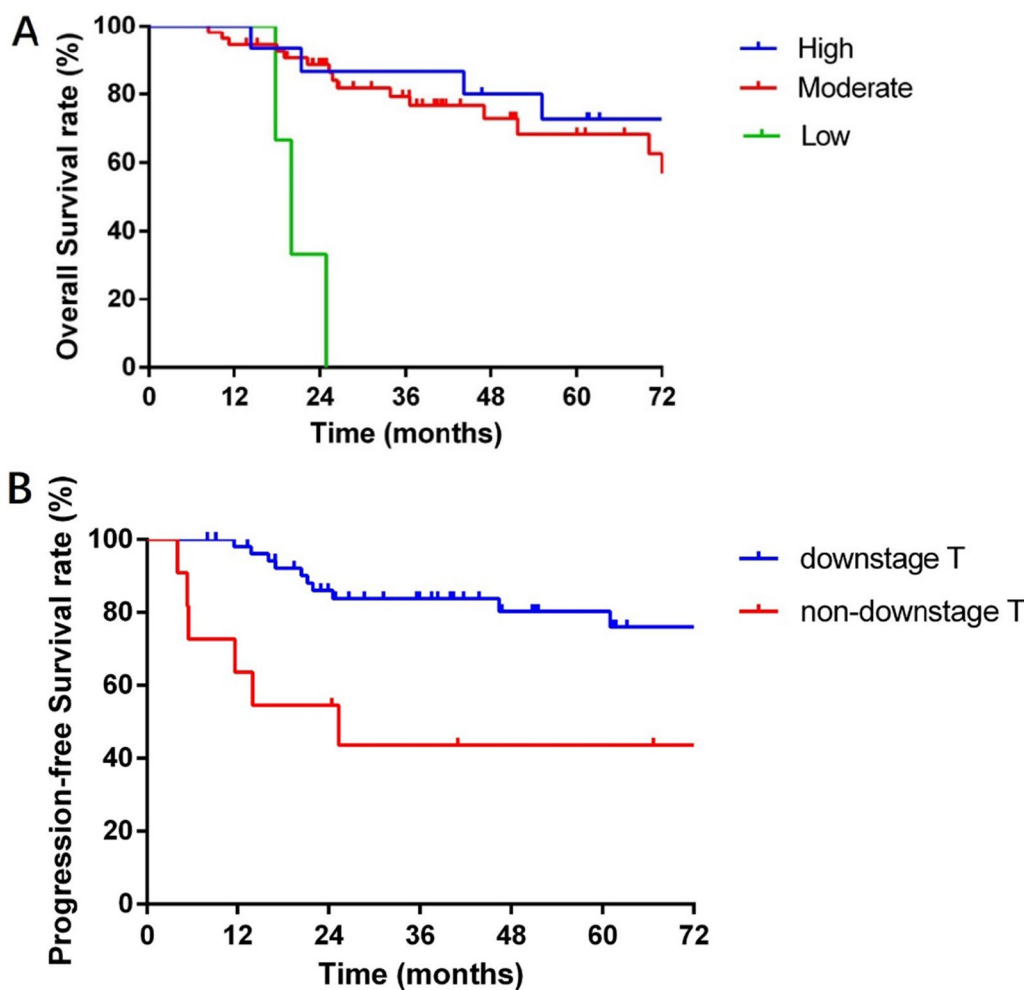 A
Overall Survival rate (%)
100
80
60
40
20
0
0 12 24 36 48 60 72
Time (months)
High
Moderate
Low
B
Progression-free Survival rate (%)
100
80
60
40
20
0
0 12 24 36 48 60 72
Time (months)
downstage T
non-downstage T